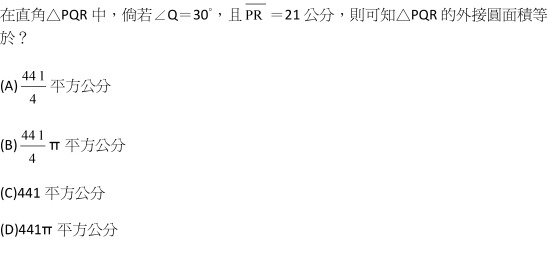 在直角△PQR 中，倘若∠Q＝30°，且 $\overline{PR}$ ＝21 公分，則可知△PQR 的外接圓面積等
於？
(A) $\frac{441}{4}$ 平方公分
(B) $\frac{441}{4}$ π 平方公分
(C)441 平方公分
(D)441π 平方公分